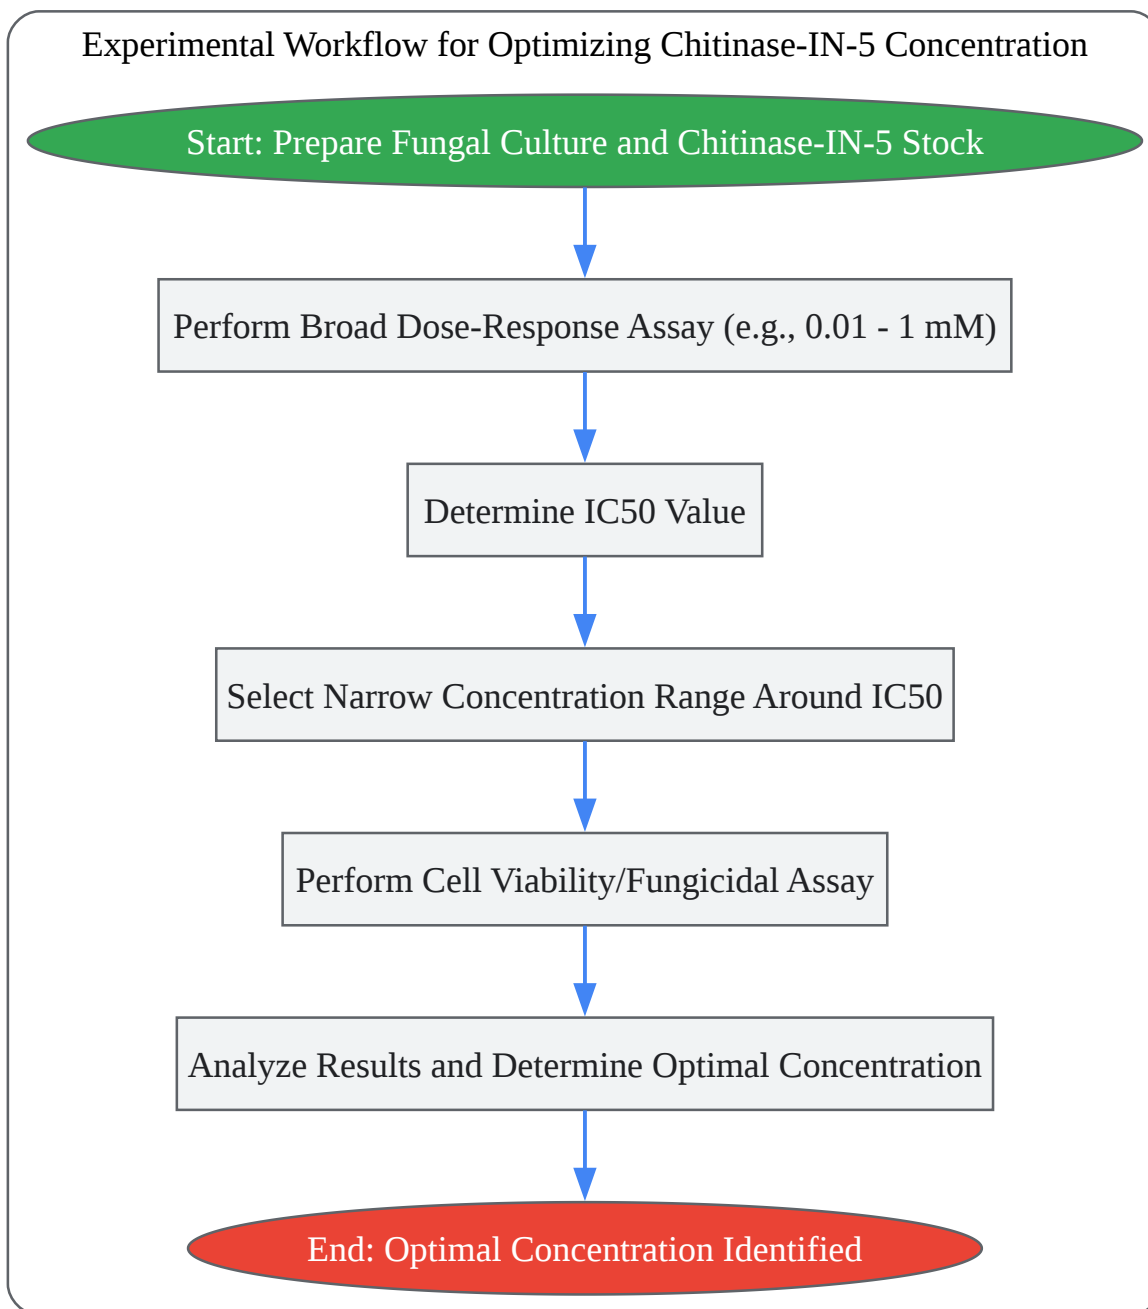 Experimental Workflow for Optimizing Chitinase-IN-5 Concentration
Start: Prepare Fungal Culture and Chitinase-IN-5 Stock
Perform Broad Dose-Response Assay (e.g., 0.01 - 1 mM)
Determine IC50 Value
Select Narrow Concentration Range Around IC50
Perform Cell Viability/Fungicidal Assay
Analyze Results and Determine Optimal Concentration
End: Optimal Concentration Identified